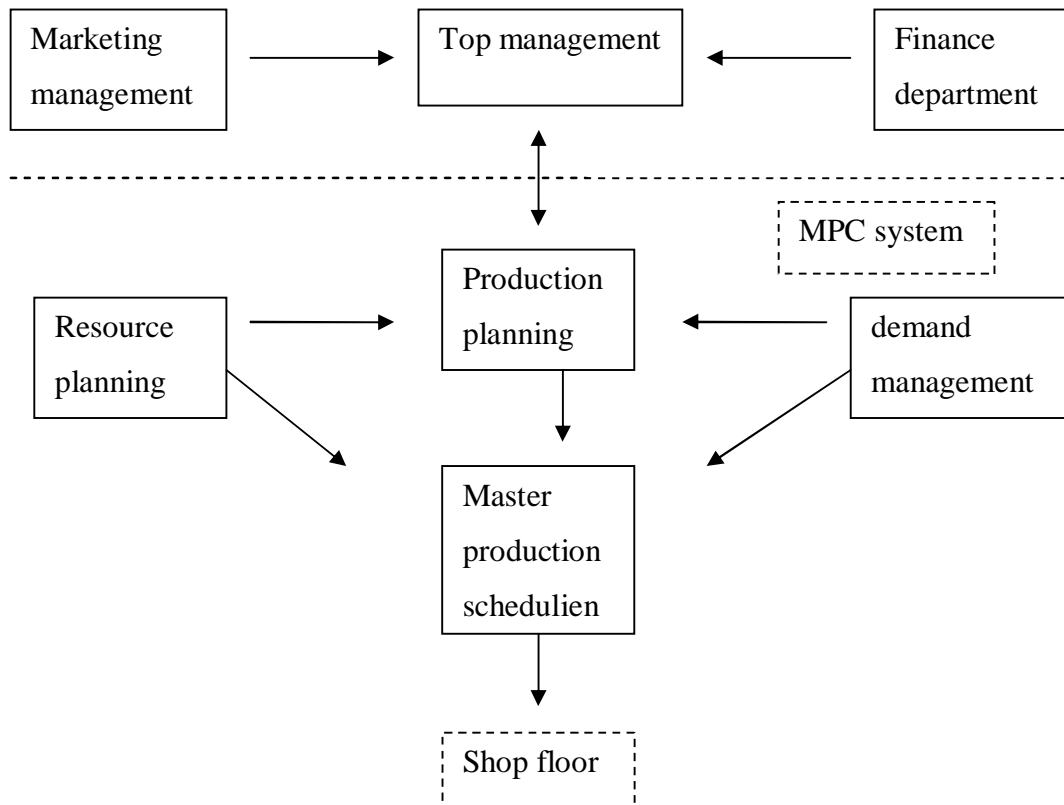 Marketing
management
Top management
Finance
department
MPC system
Production
planning
Resource
planning
demand
management
Master
production
schedulien
Shop floor